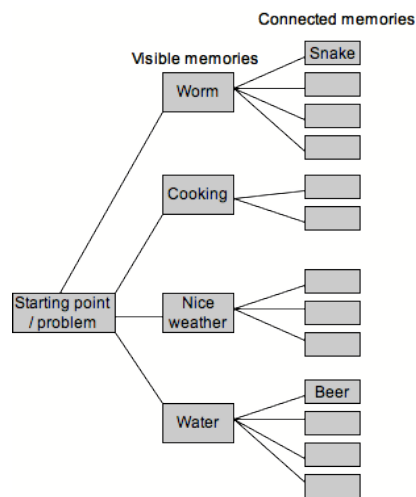 Connected memories
Visible memories
Snake
Worm
Cooking
Starting point
/ problem
Nice
weather
Beer
Water